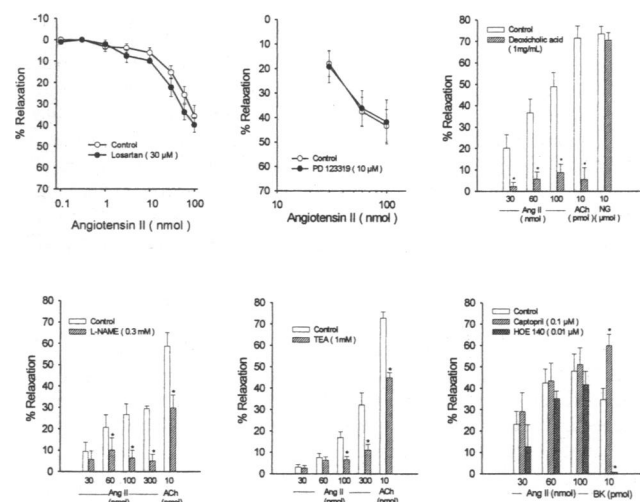 -10
0
10
20
30
40
50
60
70
% Relaxation
Control
Losartan ( 30 µM )
0.1 1 10 100
Angiotensin II ( nmol )
0
10
20
30
40
50
60
70
% Relaxation
Control
PD 123319 ( 10 µM )
10 100
Angiotensin II ( nmol )
80
70
60
50
40
30
20
10
0
% Relaxation
Control
Deoxicholic acid
( 1mg/mL )
* * * *
30 60 100 10 10
Ang II ACh NG
( nmol ) ( pmol ) ( µmol )
80
70
60
50
40
30
20
10
0
% Relaxation
Control
L-NAME ( 0.3 mM )
* * * *
30 60 100 300 10
Ang II ACh
80
70
60
50
40
30
20
10
0
% Relaxation
Control
TEA ( 1mM )
* * *
30 60 100 300 10
Ang II ACh
80
70
60
50
40
30
20
10
0
% Relaxation
Control
Captopril ( 0.1 µM )
HOE 140 ( 0.01 µM )
* *
30 60 100 10
Ang II (nmol) BK (pmol)